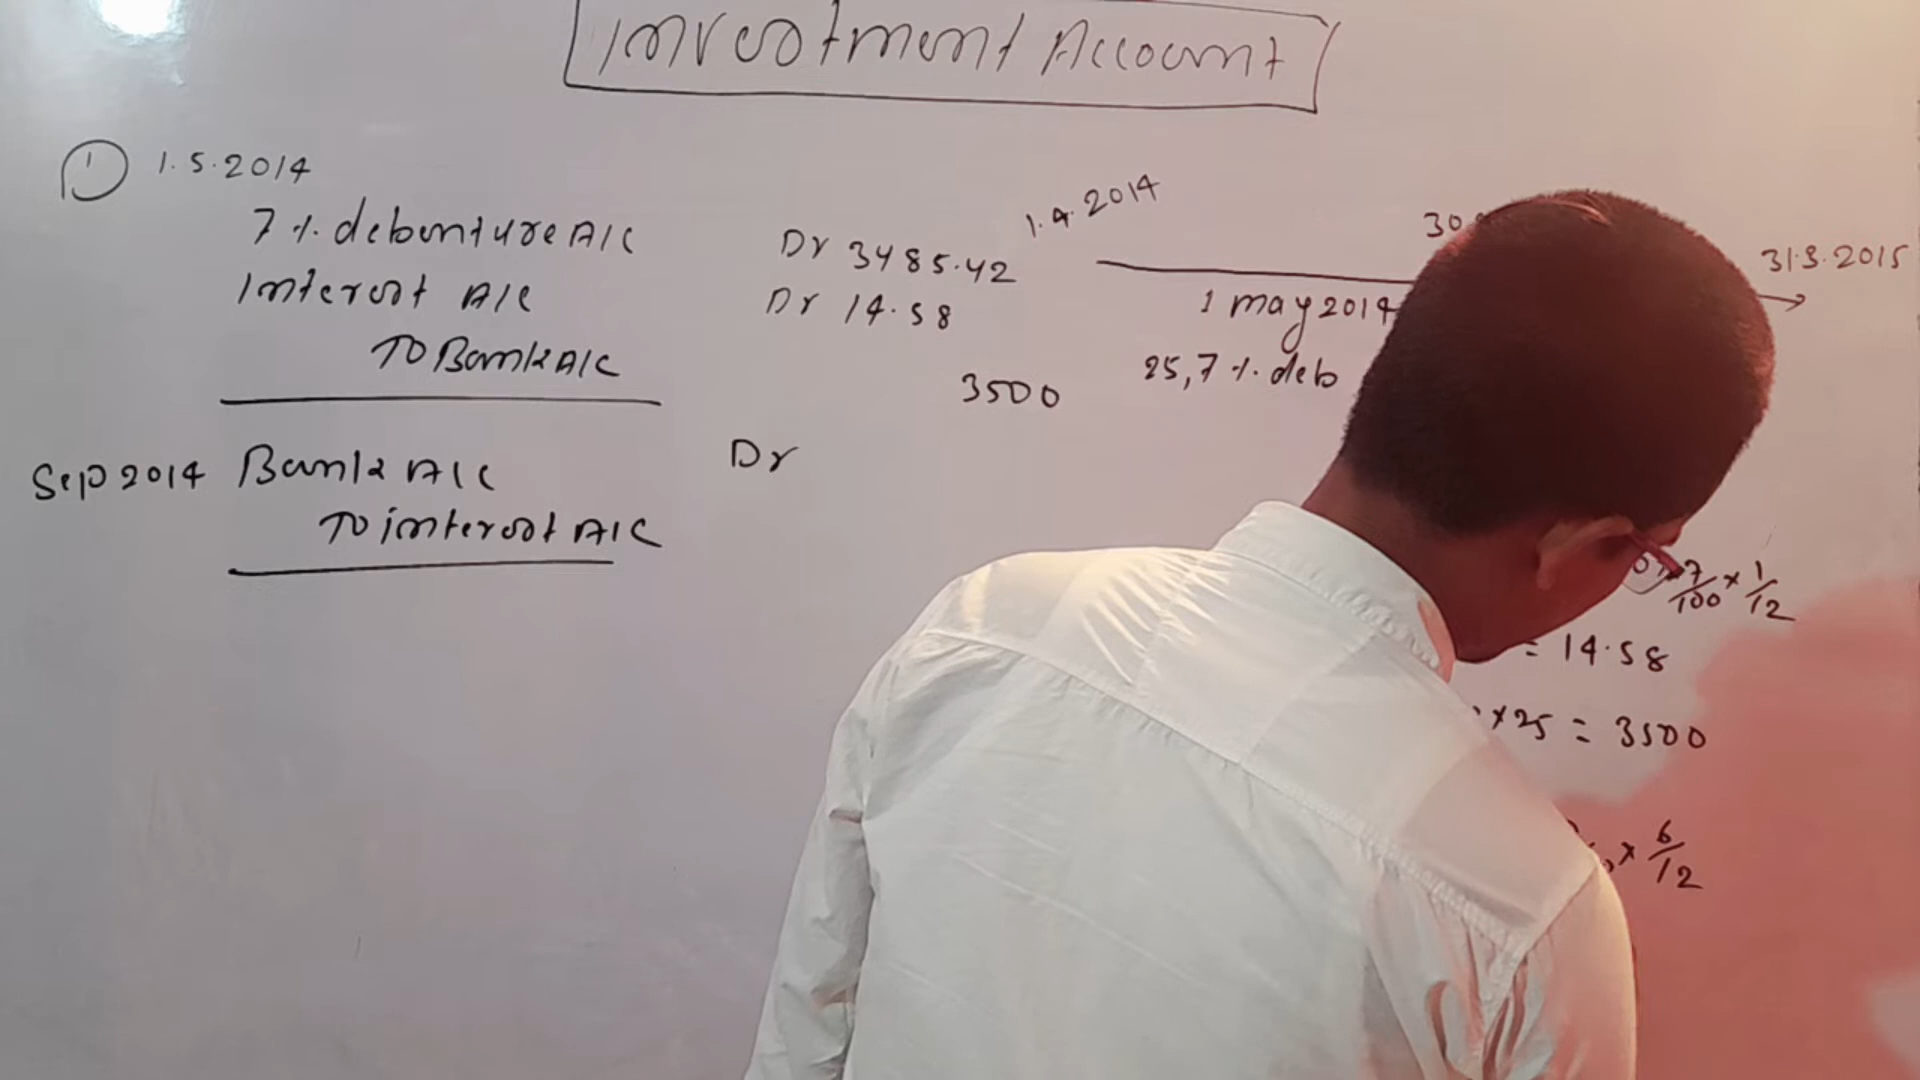 Investment Account
① 1.5.2014
7 %. debenture A/C Dr 3485.42
Interest A/C Dr 14.58
To Bank A/C
3500
Sep 2014 Bank A/C Dr
To interest A/C
1.4.2014
30
31.3.2015
1 may 2014
25, 7 %. deb
7/100 × 1/12
= 14.58
×25 = 3500
× 6/12